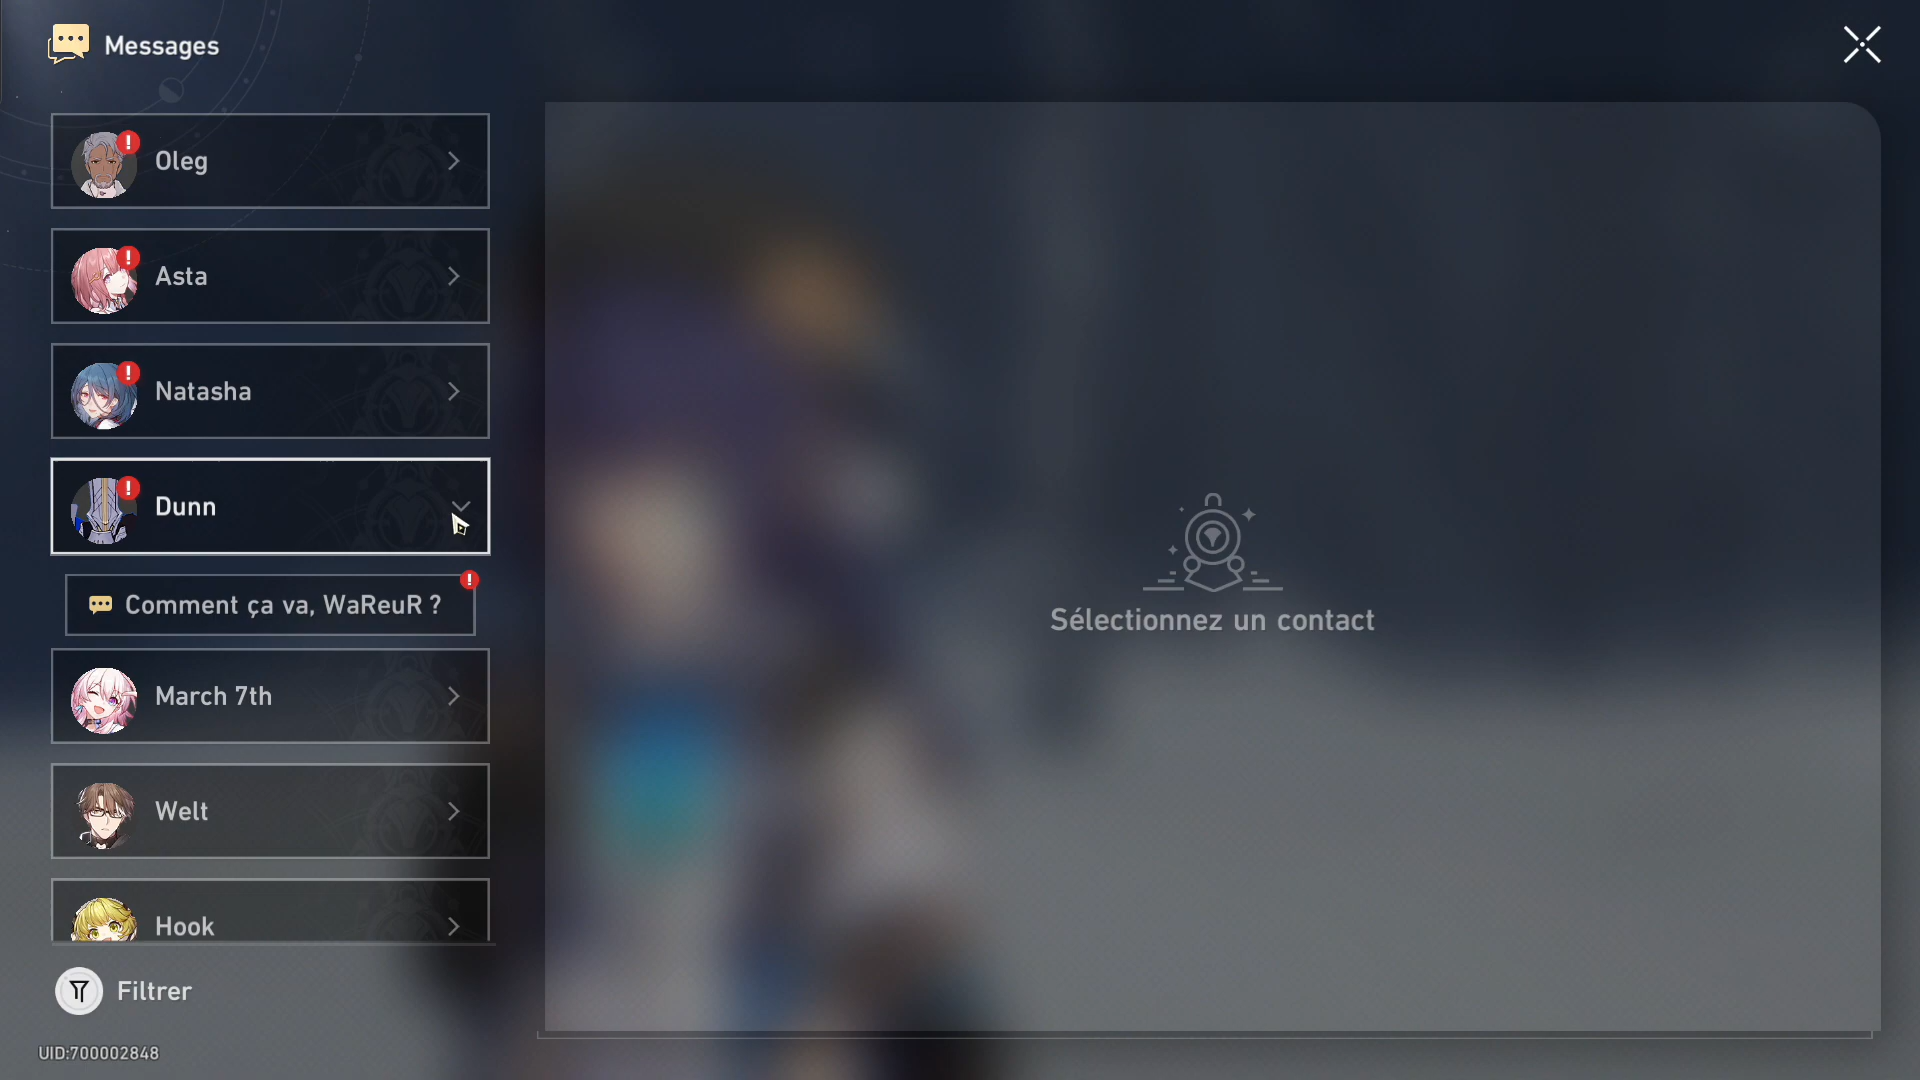 Messages
Oleg
Asta
Natasha
Dunn
Comment ça va, WaReuR ?
March 7th
Welt
Hook
Filtrer
UID:700002848
Sélectionnez un contact